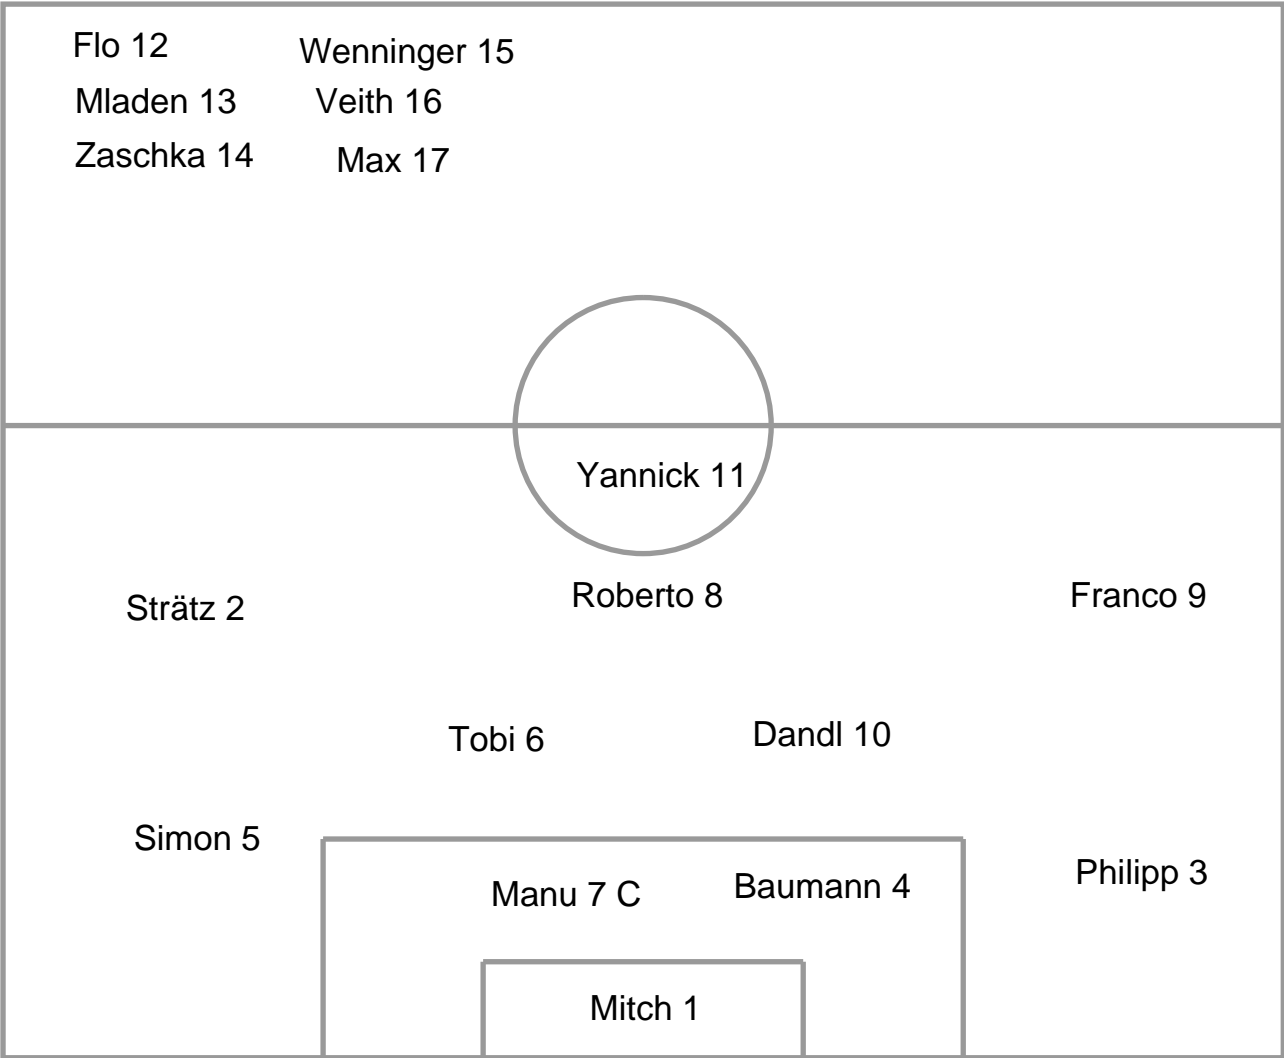 Flo 12
Wenninger 15
Mladen 13
Veith 16
Zaschka 14
Max 17
Yannick 11
Strätz 2
Roberto 8
Franco 9
Tobi 6
Dandl 10
Simon 5
Manu 7 C
Baumann 4
Philipp 3
Mitch 1